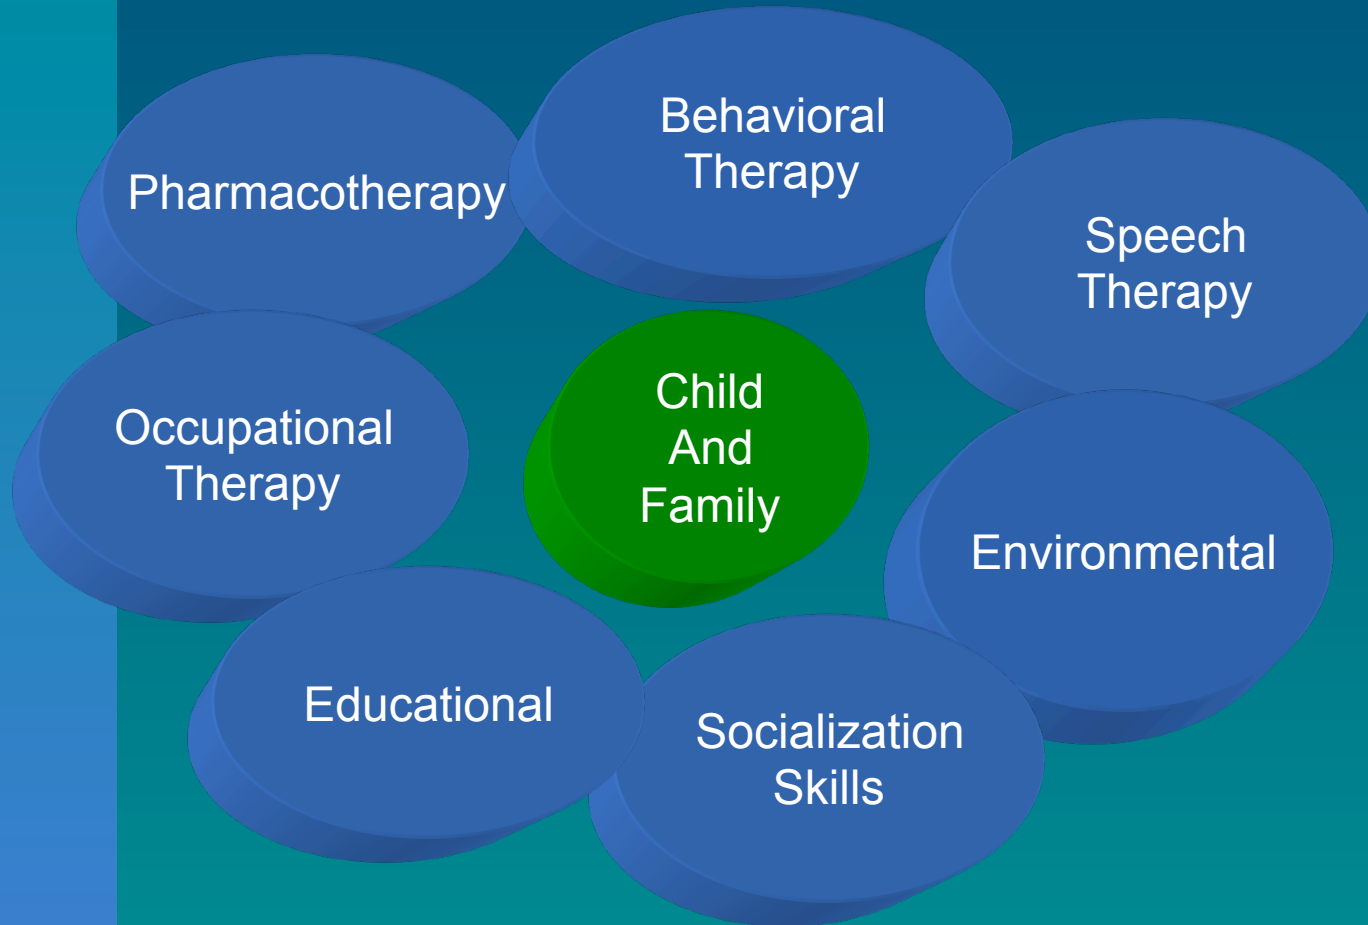 Behavioral
Therapy
Pharmacotherapy
Speech
Therapy
Child
And
Family
Occupational
Therapy
Environmental
Educational
Socialization
Skills